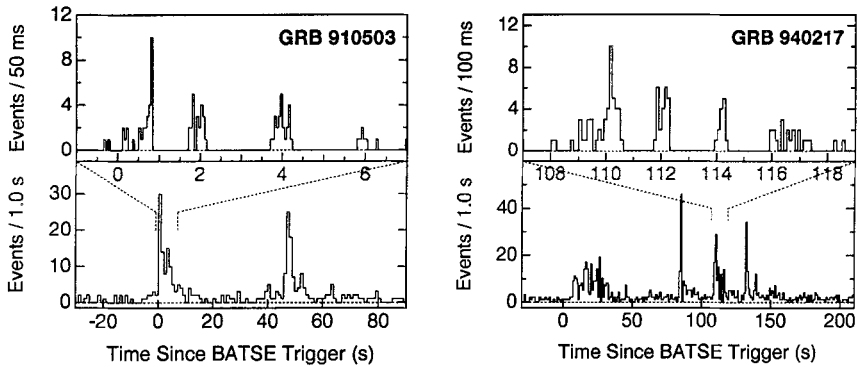 GRB 910503
Events / 50 ms
12
8
4
0
0 2 4 6
Events / 1.0 s
30
20
10
0
-20 0 20 40 60 80
Time Since BATSE Trigger (s)
GRB 940217
Events / 100 ms
12
8
4
0
108 110 112 114 116 118
Events / 1.0 s
40
20
0
0 50 100 150 200
Time Since BATSE Trigger (s)